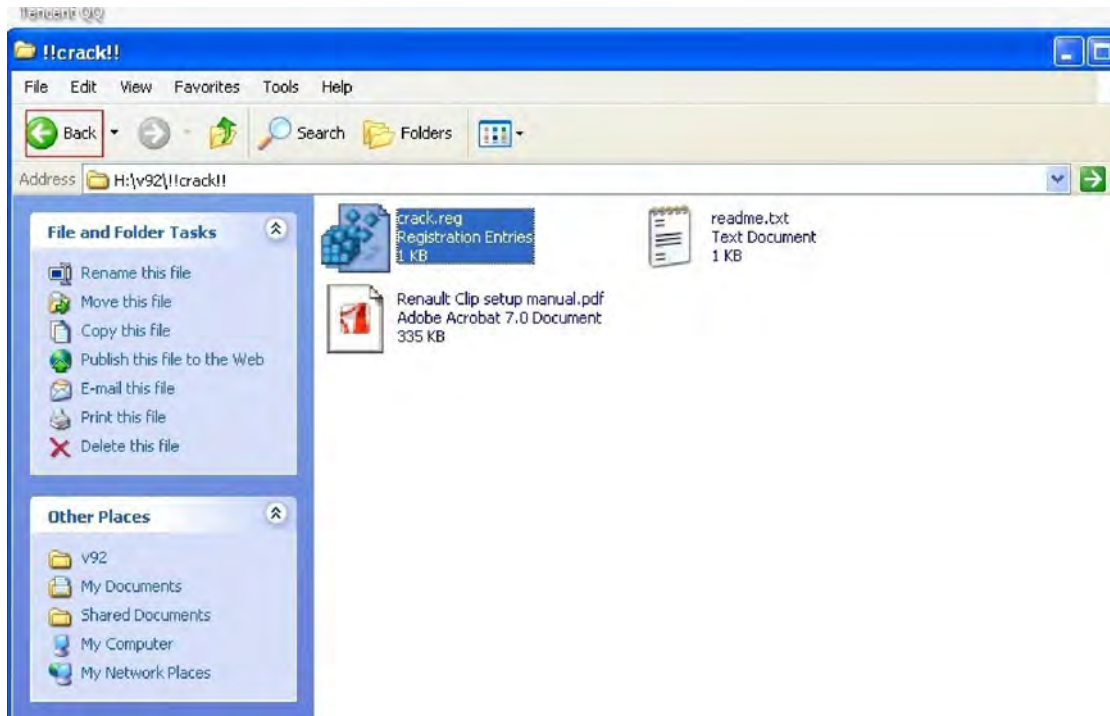 Tencent QQ
!!crack!!
File Edit View Favorites Tools Help
Back Search Folders
Address H:\v92\!!crack!!
File and Folder Tasks
Rename this file
Move this file
Copy this file
Publish this file to the Web
E-mail this file
Print this file
Delete this file
Other Places
v92
My Documents
Shared Documents
My Computer
My Network Places
crack.reg
Registration Entries
1 KB
readme.txt
Text Document
1 KB
Renault Clip setup manual.pdf
Adobe Acrobat 7.0 Document
335 KB